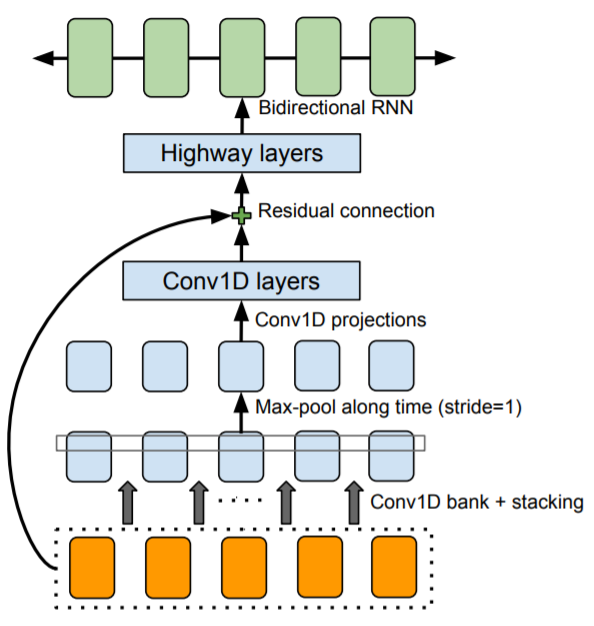 Bidirectional RNN
Highway layers
Residual connection
Conv1D layers
Conv1D projections
Max-pool along time (stride=1)
Conv1D bank + stacking